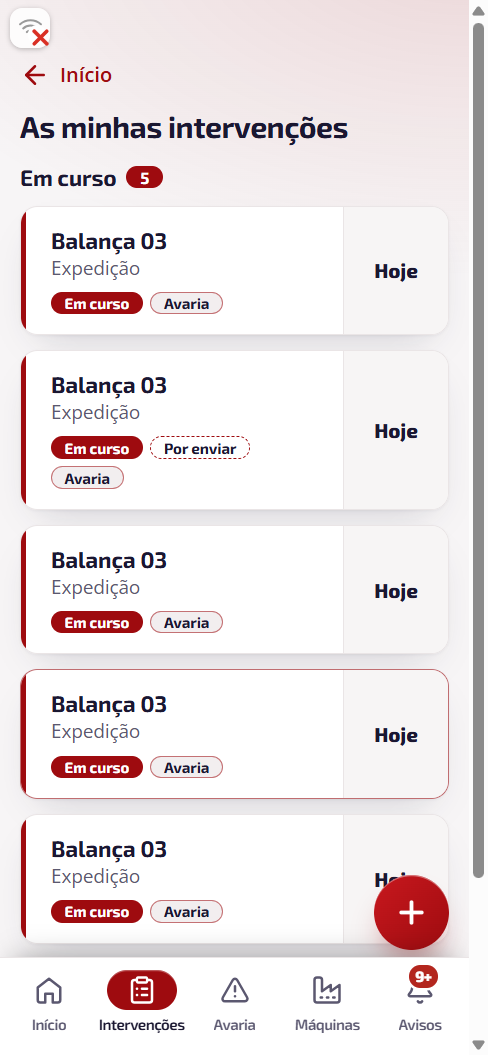 Início
As minhas intervenções
Em curso 5
Balança 03
Expedição
Em curso Avaria
Hoje
Balança 03
Expedição
Em curso Por enviar
Avaria
Hoje
Balança 03
Expedição
Em curso Avaria
Hoje
Balança 03
Expedição
Em curso Avaria
Hoje
Balança 03
Expedição
Em curso Avaria
9+
Início Intervenções Avaria Máquinas Avisos